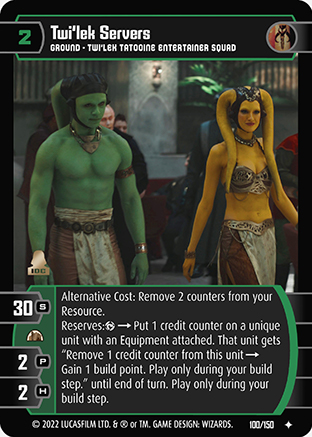 2
Twi'lek Servers
GROUND - TWI'LEK TATOOINE ENTERTAINER SQUAD
IDC
30 S
2 P
2 H
Alternative Cost: Remove 2 counters from your
Resource.
Reserves: → Put 1 credit counter on a unique
unit with an Equipment attached. That unit gets
“Remove 1 credit counter from this unit →
Gain 1 build point. Play only during your build
step.” until end of turn. Play only during your
build step.
© 2022 LUCASFILM LTD. & ® or TM. GAME DESIGN: WIZARDS.
100/150